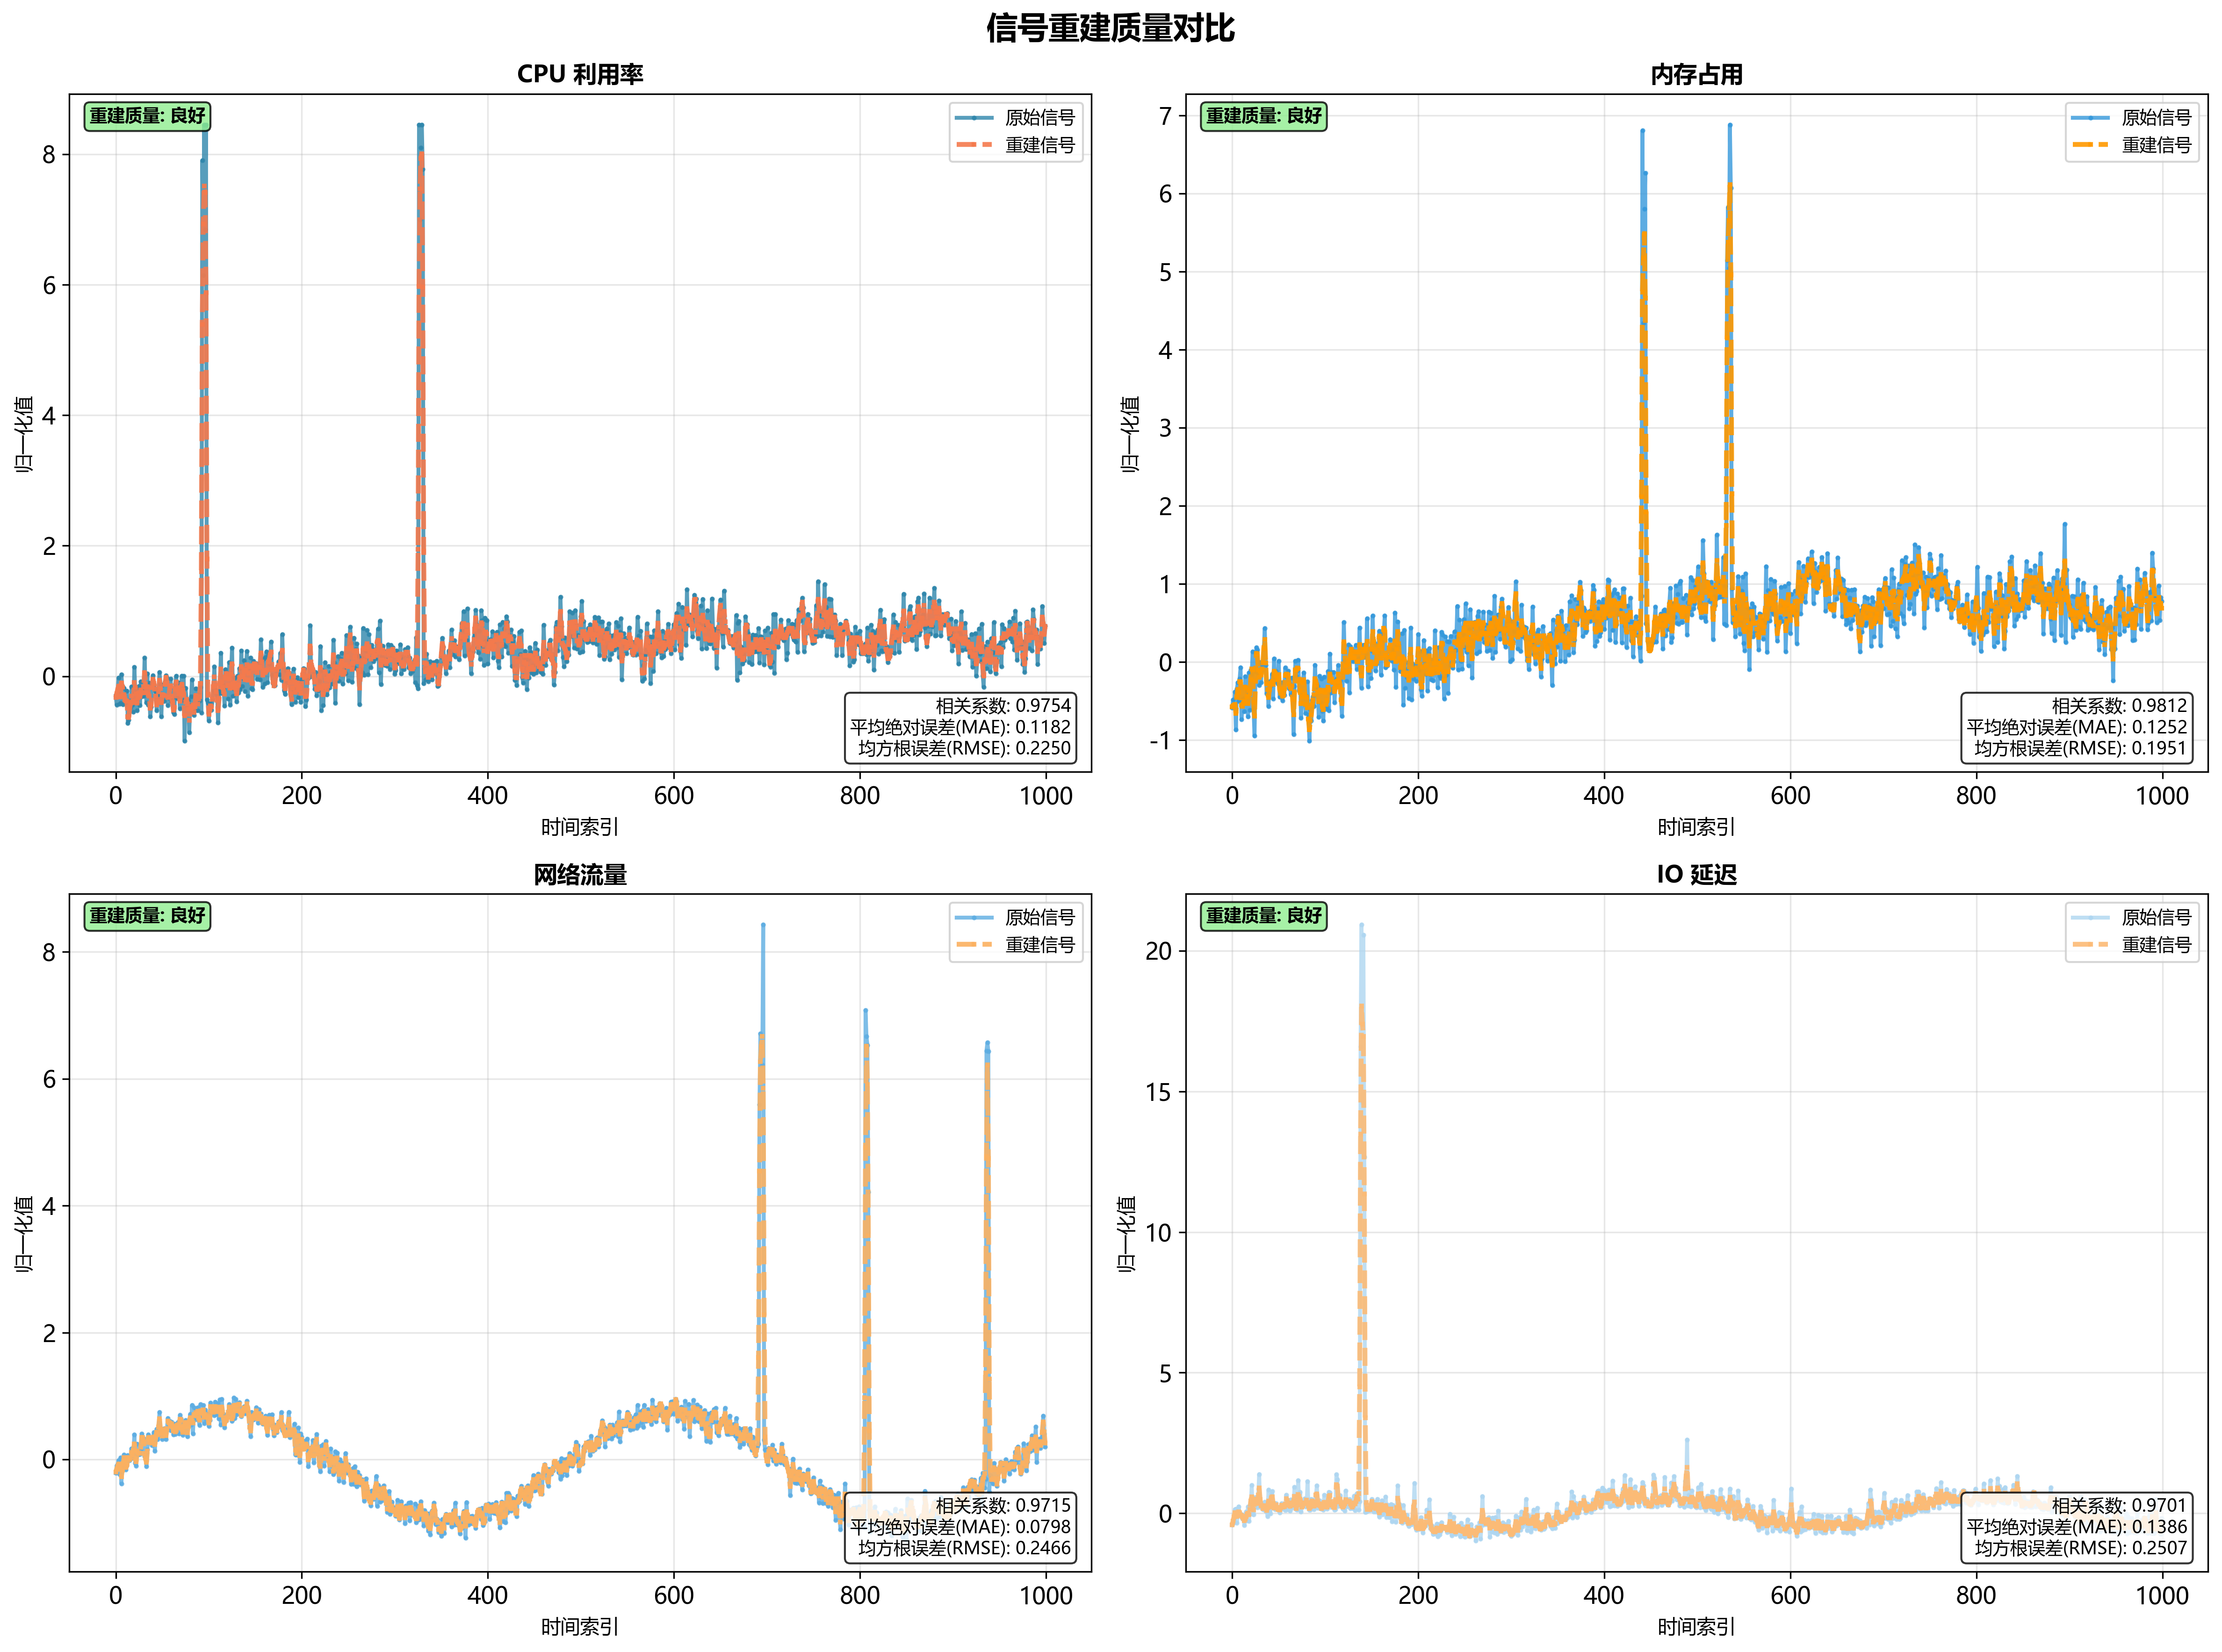 信号重建质量对比
CPU 利用率
重建质量: 良好
原始信号
重建信号
8
6
4
2
0
归一化值
相关系数: 0.9754
平均绝对误差(MAE): 0.1182
均方根误差(RMSE): 0.2250
0 200 400 600 800 1000
时间索引
内存占用
重建质量: 良好
原始信号
重建信号
7
6
5
4
3
2
1
0
-1
归一化值
相关系数: 0.9812
平均绝对误差(MAE): 0.1252
均方根误差(RMSE): 0.1951
0 200 400 600 800 1000
时间索引
网络流量
重建质量: 良好
原始信号
重建信号
8
6
4
2
0
归一化值
相关系数: 0.9715
平均绝对误差(MAE): 0.0798
均方根误差(RMSE): 0.2466
0 200 400 600 800 1000
时间索引
IO 延迟
重建质量: 良好
原始信号
重建信号
20
15
10
5
0
归一化值
相关系数: 0.9701
平均绝对误差(MAE): 0.1386
均方根误差(RMSE): 0.2507
0 200 400 600 800 1000
时间索引